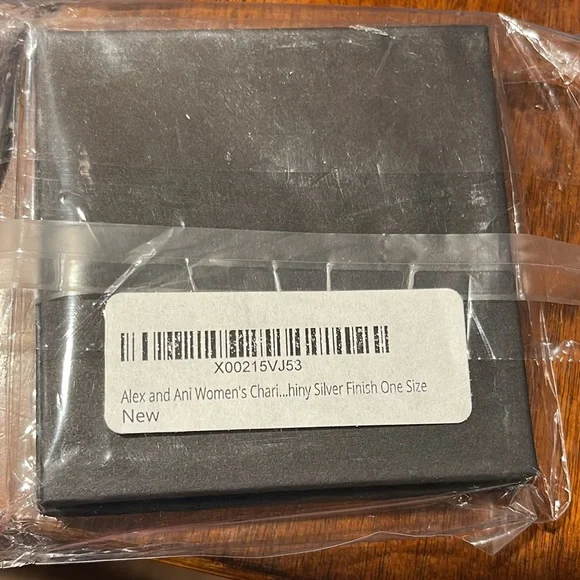 X00215VJ53
Alex and Ani Women's Chari...hiny Silver Finish One Size
New